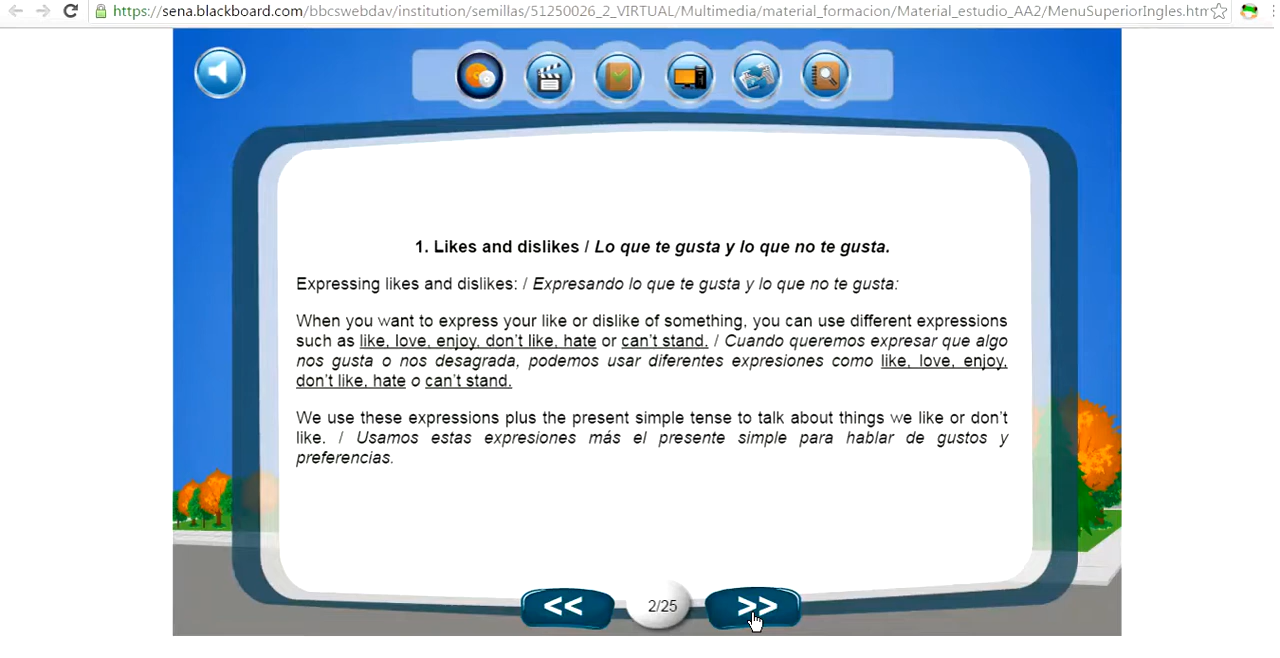 https://sena.blackboard.com/bbcswebdav/institution/semillas/51250026_2_VIRTUAL/Multimedia/material_formacion/Material_estudio_AA2/MenuSuperiorIngles.htm
1. Likes and dislikes / Lo que te gusta y lo que no te gusta.
Expressing likes and dislikes: / Expresando lo que te gusta y lo que no te gusta:
When you want to express your like or dislike of something, you can use different expressions
such as like, love, enjoy, don't like, hate or can't stand. / Cuando queremos expresar que algo
nos gusta o nos desagrada, podemos usar diferentes expresiones como like, love, enjoy,
don't like, hate o can't stand.
We use these expressions plus the present simple tense to talk about things we like or don't
like. / Usamos estas expresiones más el presente simple para hablar de gustos y
preferencias.
<< 2/25 >>